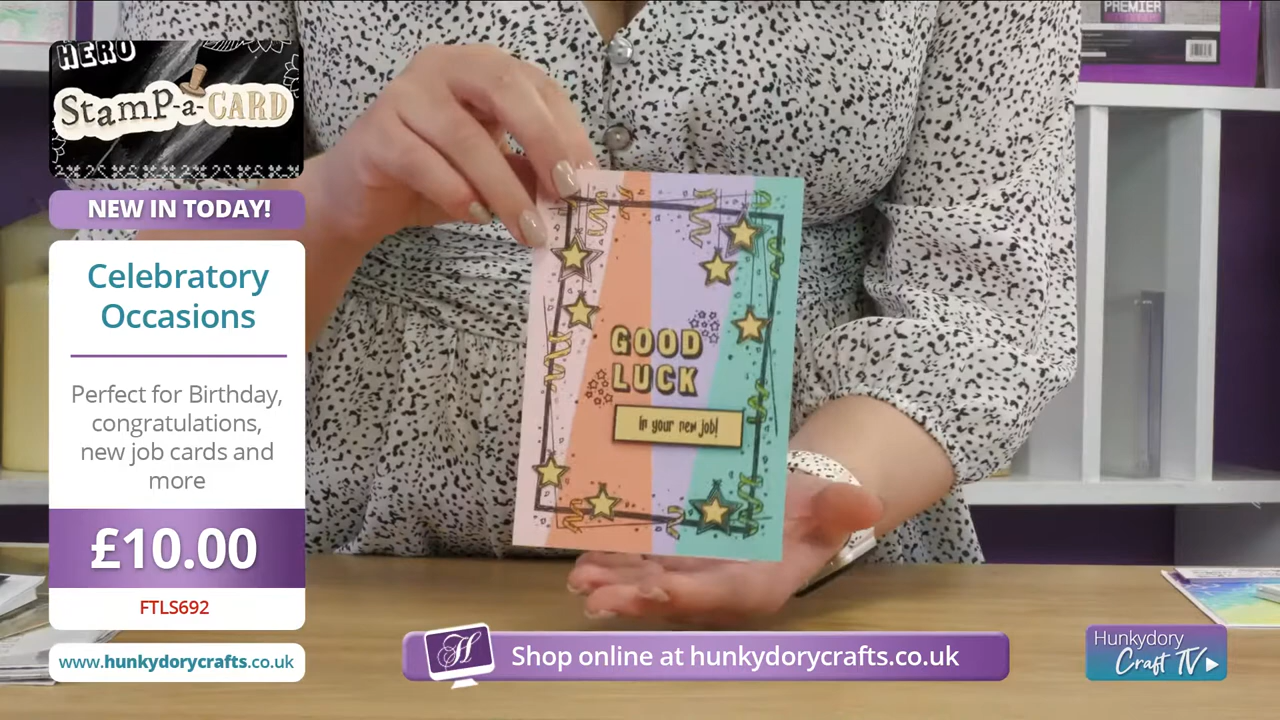 HERO
Stamp-a-CARD
NEW IN TODAY!
Celebratory
Occasions
Perfect for Birthday,
congratulations,
new job cards and
more
£10.00
FTLS692
www.hunkydorycrafts.co.uk
GOOD
LUCK
in your new job!
PREMIER
H
Shop online at hunkydorycrafts.co.uk
Hunkydory
Craft TV